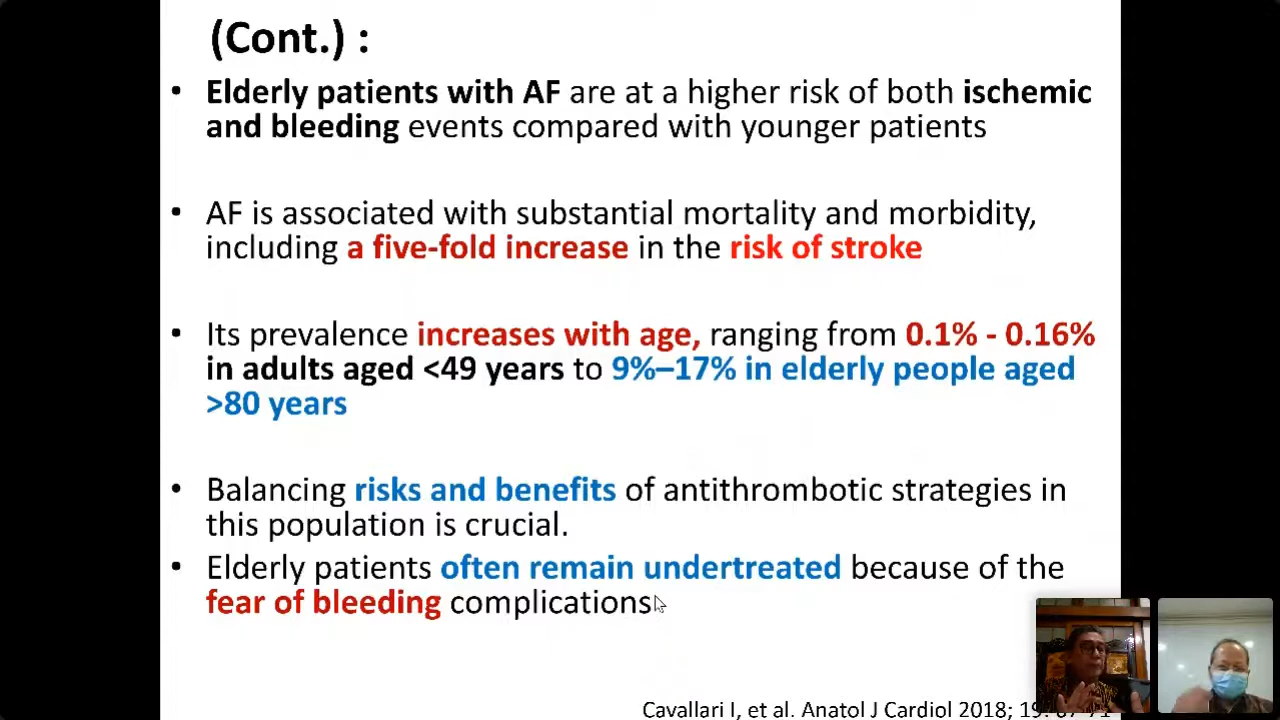 (Cont.) :
• Elderly patients with AF are at a higher risk of both ischemic
and bleeding events compared with younger patients
• AF is associated with substantial mortality and morbidity,
including a five-fold increase in the risk of stroke
• Its prevalence increases with age, ranging from 0.1% - 0.16%
in adults aged <49 years to 9%–17% in elderly people aged
>80 years
• Balancing risks and benefits of antithrombotic strategies in
this population is crucial.
• Elderly patients often remain undertreated because of the
fear of bleeding complications
Cavallari I, et al. Anatol J Cardiol 2018;